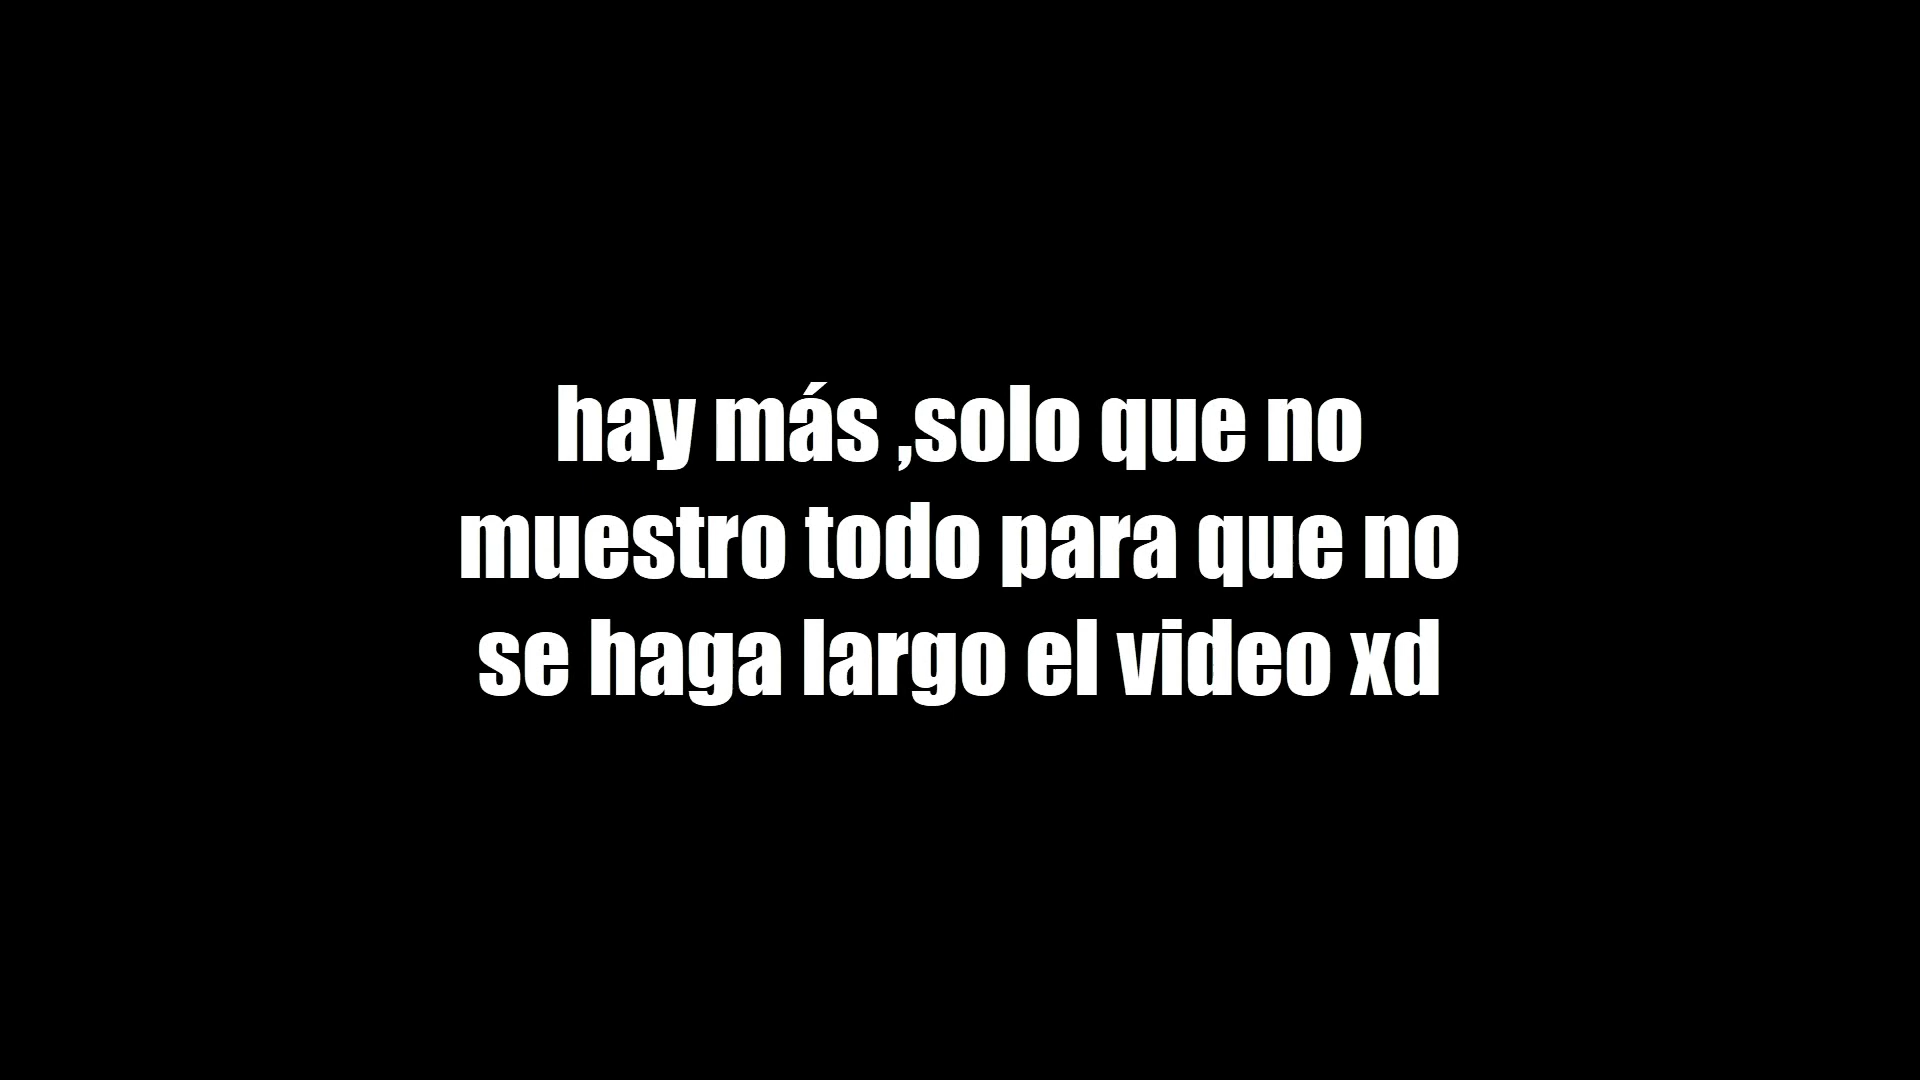 hay más ,solo que no
muestro todo para que no
se haga largo el video xd